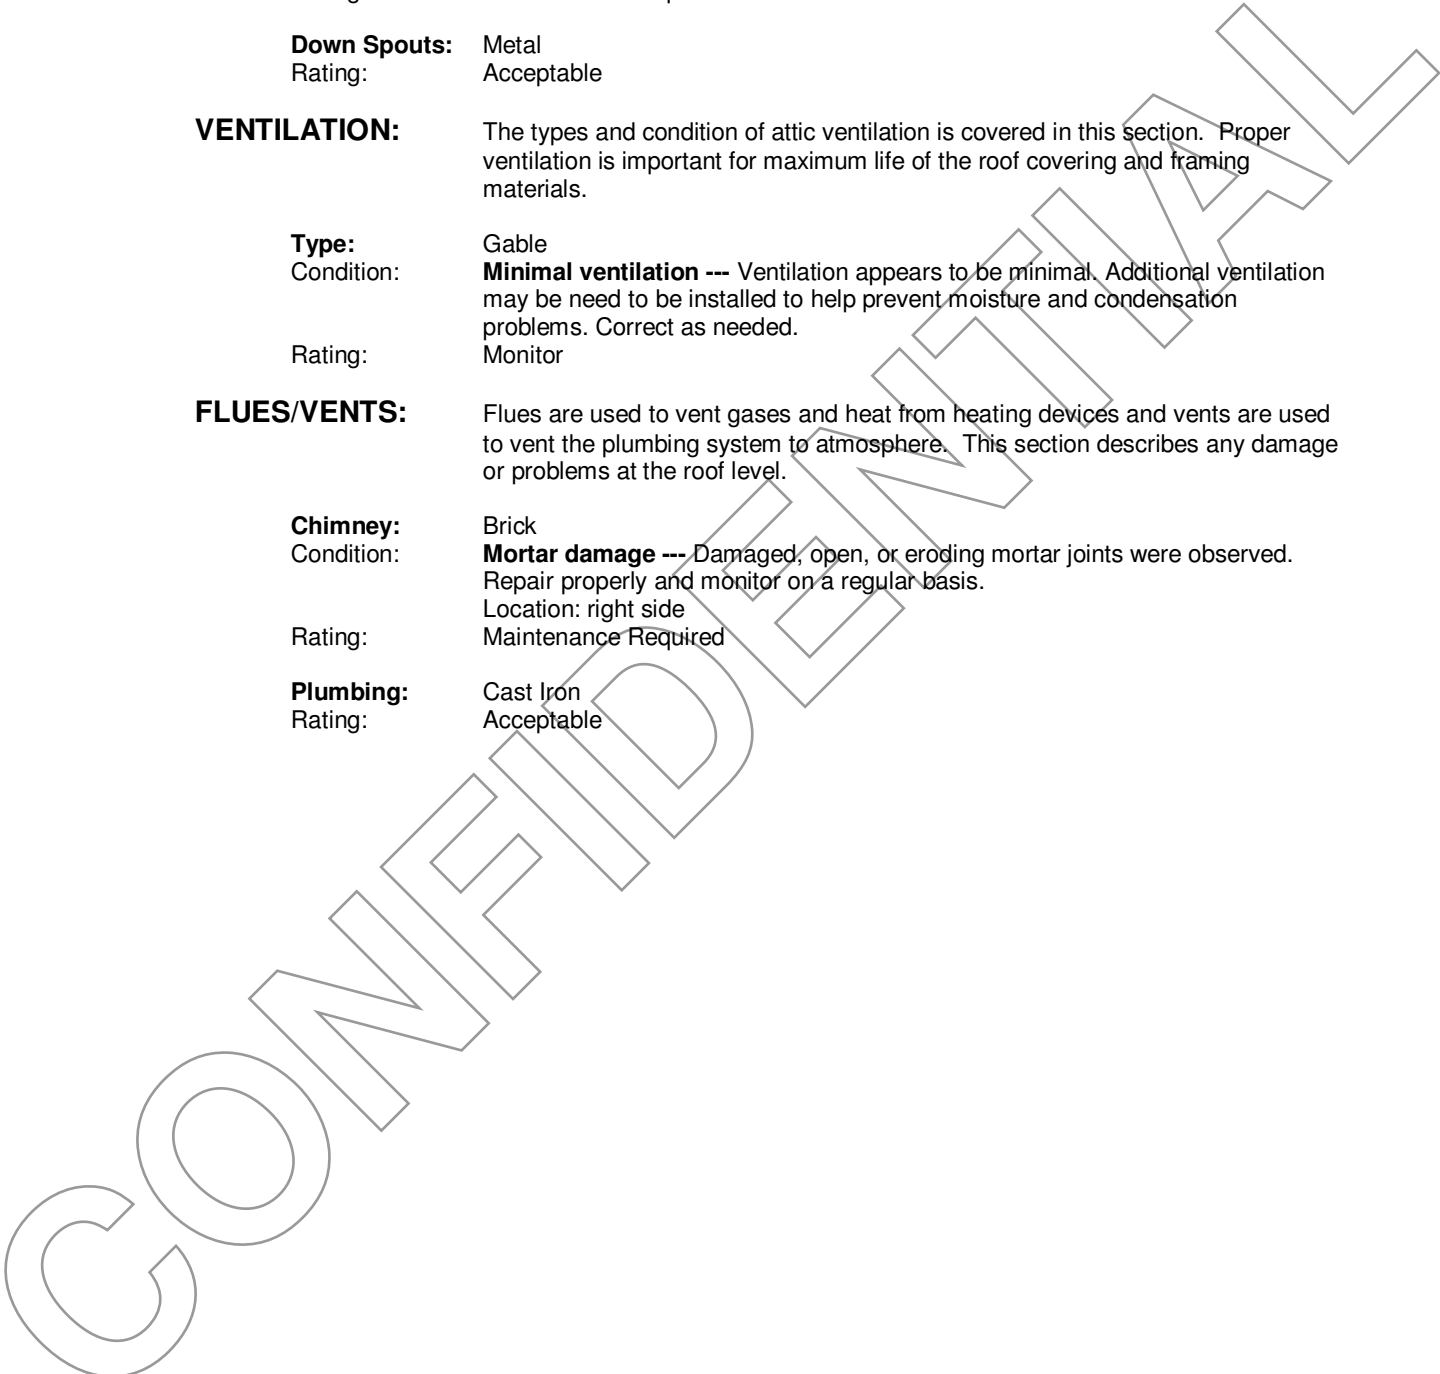 Down Spouts: Metal
Rating: Acceptable
VENTILATION: The types and condition of attic ventilation is covered in this section. Proper
ventilation is important for maximum life of the roof covering and framing
materials.
Type: Gable
Condition: Minimal ventilation --- Ventilation appears to be minimal. Additional ventilation
may be need to be installed to help prevent moisture and condensation
problems. Correct as needed.
Rating: Monitor
FLUES/VENTS: Flues are used to vent gases and heat from heating devices and vents are used
to vent the plumbing system to atmosphere. This section describes any damage
or problems at the roof level.
Chimney: Brick
Condition: Mortar damage --- Damaged, open, or eroding mortar joints were observed.
Repair properly and monitor on a regular basis.
Location: right side
Rating: Maintenance Required
Plumbing: Cast Iron
Rating: Acceptable
CONFIDENTIAL